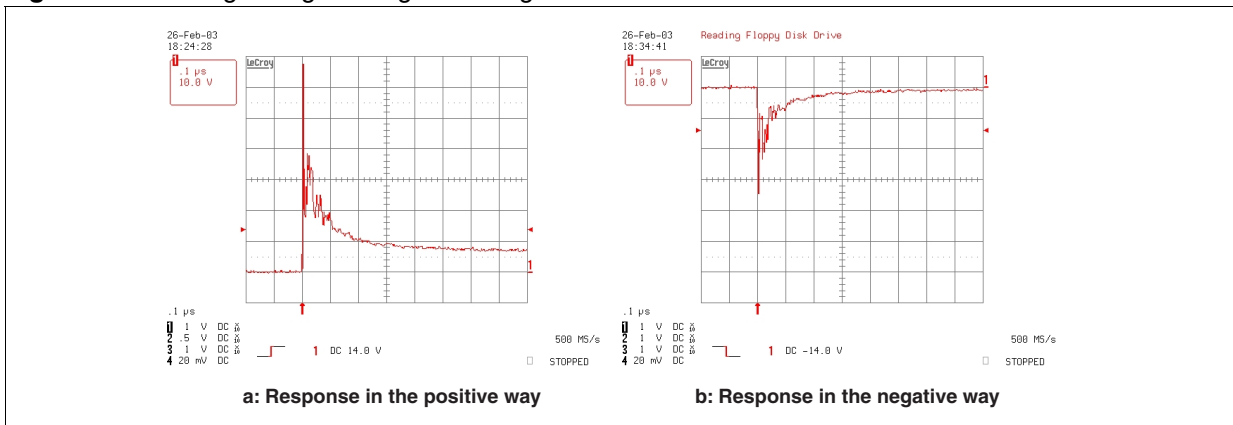 26-Feb-03
18:24:28
1
.1 µs
10.0 V
LeCroy
1
.1 µs
1 1 V DC
2 .5 V DC
3 1 V DC
4 20 mV DC
1 DC 14.0 V
500 MS/s
STOPPED
a: Response in the positive way
26-Feb-03
18:34:41
Reading Floppy Disk Drive
1
.1 µs
10.0 V
LeCroy
1
.1 µs
1 1 V DC
2 .5 V DC
3 1 V DC
4 20 mV DC
1 DC -14.0 V
500 MS/s
STOPPED
b: Response in the negative way